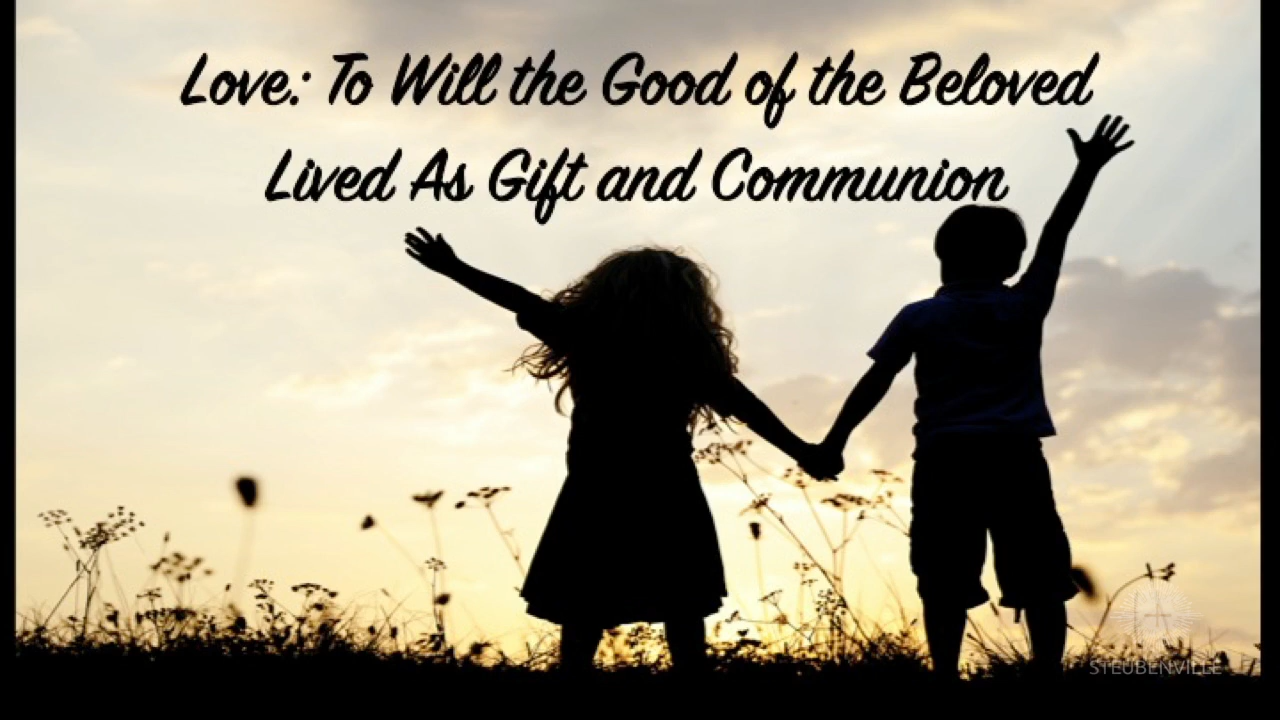 Love: To Will the Good of the Beloved
Lived As Gift and Communion
STEUBENVILLE